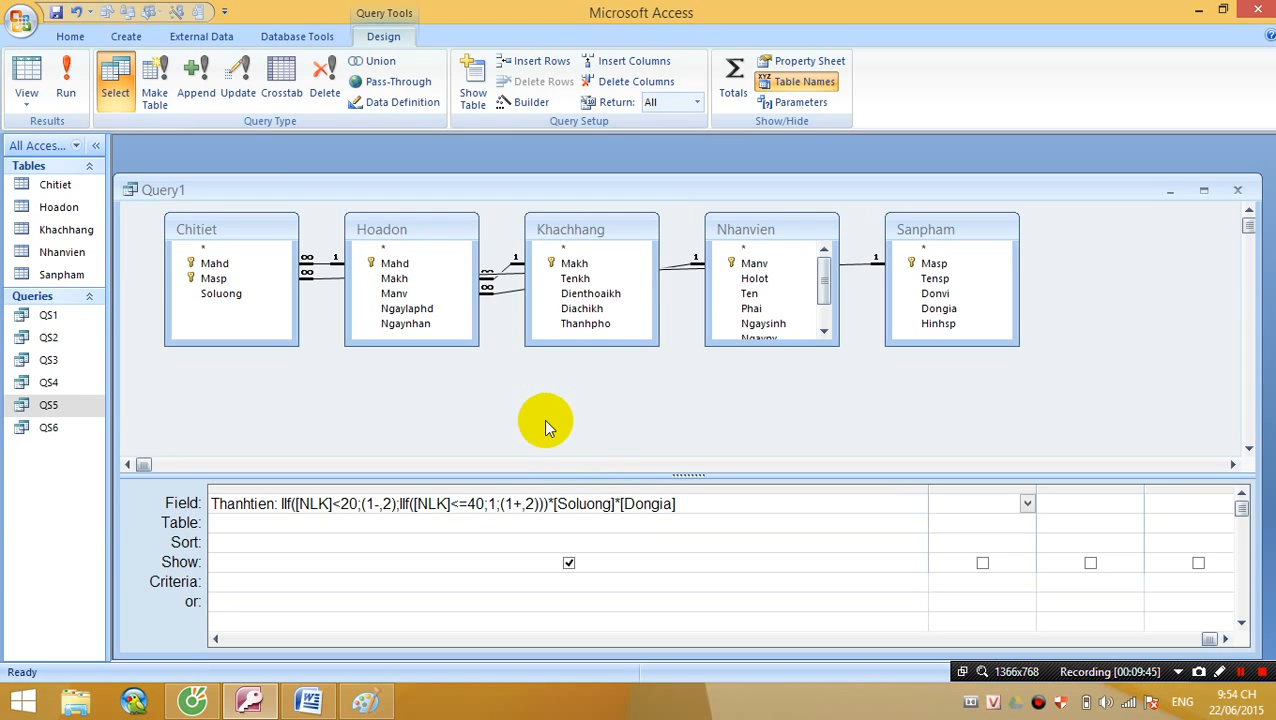 Query Tools
Microsoft Access
Home
Create
External Data
Database Tools
Design
View
Run
Results
Select
Make Table
Append
Update
Crosstab
Delete
Union
Pass-Through
Data Definition
Query Type
Show Table
Insert Rows
Delete Rows
Builder
Insert Columns
Delete Columns
Return:
All
Query Setup
Totals
XYZ
Property Sheet
Table Names
Parameters
Show/Hide
All Acces...
Tables
Chitiet
Hoadon
Khachhang
Nhanvien
Sanpham
Queries
QS1
QS2
QS3
QS4
QS5
QS6
Query1
Chitiet
*
Mahd
Masp
Soluong
∞
∞
1
Hoadon
*
Mahd
Makh
Manv
Ngaylaphd
Ngaynhan
∞
1
Khachhang
*
Makh
Tenkh
Dienthoaikh
Diachikh
Thanhpho
1
Nhanvien
*
Manv
Holot
Ten
Phai
Ngaysinh
1
Sanpham
*
Masp
Tensp
Donvi
Dongia
Hinhsp
Field: Thanhtien: IIf([NLK]<20;(1-,2);IIf([NLK]<=40;1;(1+,2)))*[Soluong]*[Dongia]
Table:
Sort:
Show:
Criteria:
or:
Ready
1366x768
Recording [00:09:45]
V
ENG
9:54 CH
22/06/2015